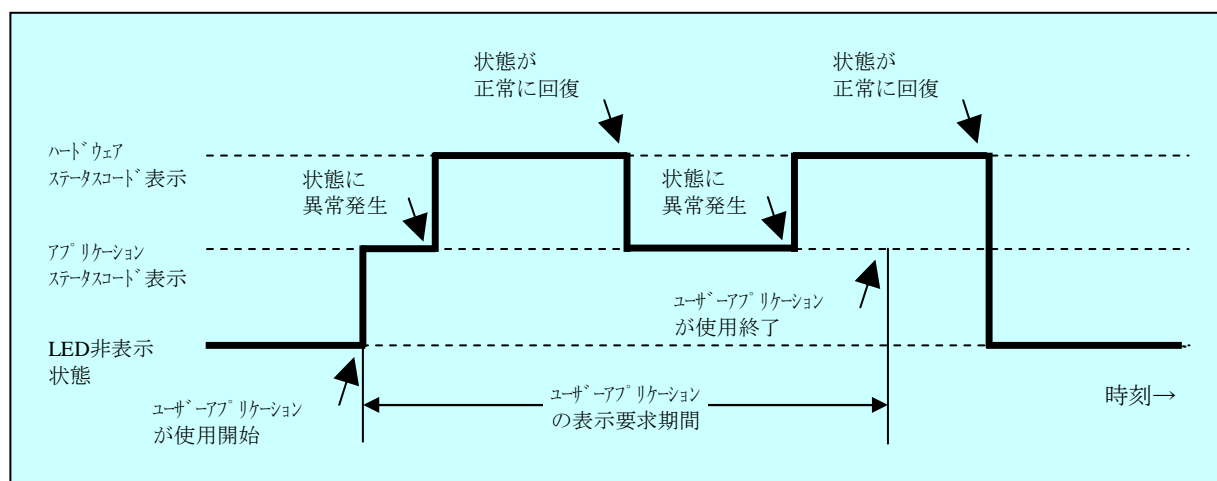 状態が
正常に回復
状態が
正常に回復
ﾊｰﾄﾞｳｪｱ
ｽﾃｰﾀｽｺｰﾄﾞ表示
状態に
異常発生
状態に
異常発生
ｱﾌﾟﾘｹｰｼｮﾝ
ｽﾃｰﾀｽｺｰﾄﾞ表示
ﾕｰｻﾞｰｱﾌﾟﾘｹｰｼｮﾝ
が使用終了
LED非表示
状態
ﾕｰｻﾞｰｱﾌﾟﾘｹｰｼｮﾝ
の表示要求期間
時刻→
ﾕｰｻﾞｰｱﾌﾟﾘｹｰｼｮﾝ
が使用開始